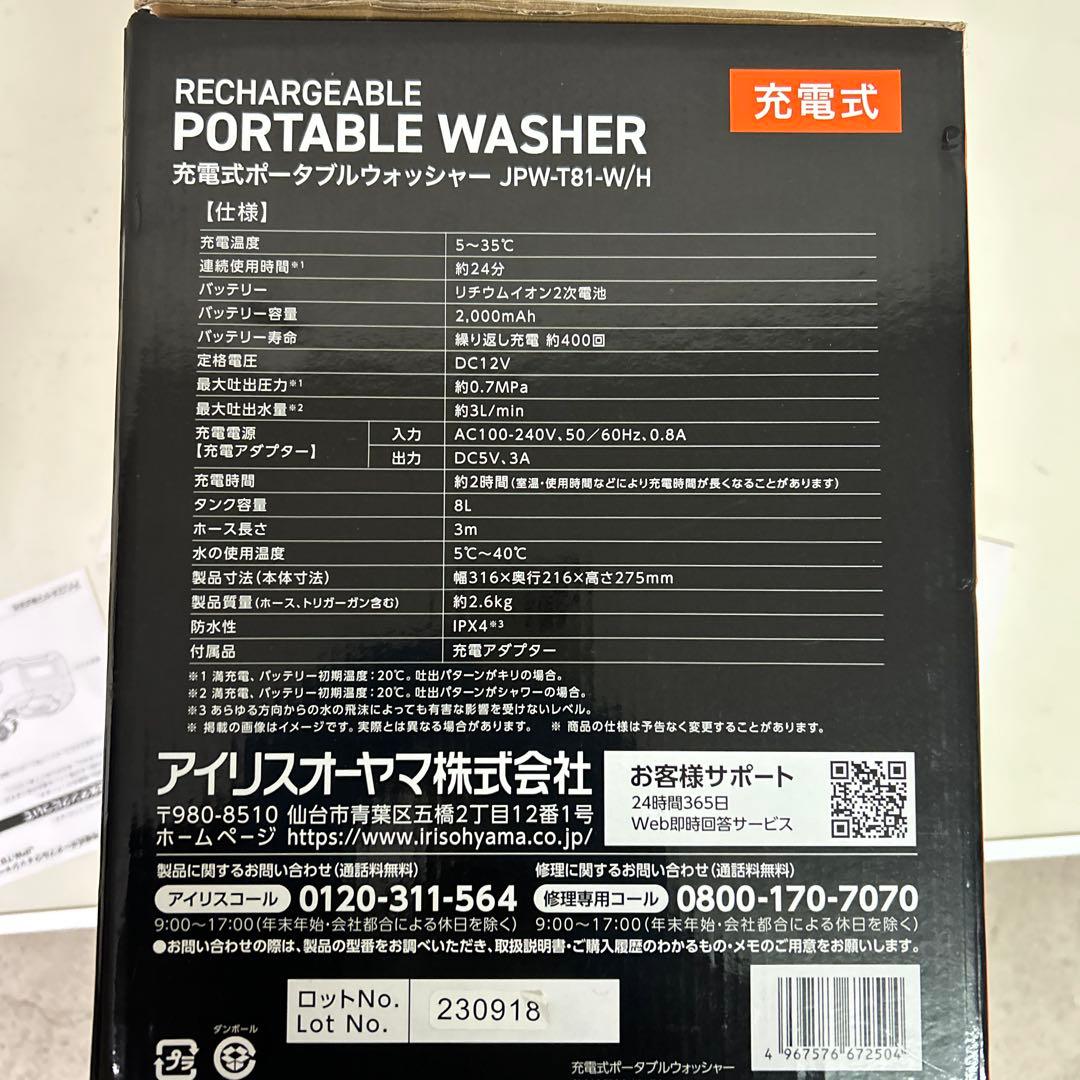 RECHARGEABLE
PORTABLE WASHER
充電式
充電式ポータブルウォッシャー JPW-T81-W/H
【仕様】
充電温度 5～35℃
連続使用時間※1 約24分
バッテリー リチウムイオン2次電池
バッテリー容量 2,000mAh
バッテリー寿命 繰り返し充電 約400回
定格電圧 DC12V
最大吐出圧力※1 約0.7MPa
最大吐出水量※2 約3L/min
充電電源【充電アダプター】 入力 AC100-240V、50／60Hz、0.8A
出力 DC5V、3A
充電時間 約2時間(室温・使用時間などにより充電時間が長くなることがあります)
タンク容量 8L
ホース長さ 3m
水の使用温度 5℃～40℃
製品寸法(本体寸法) 幅316×奥行216×高さ275mm
製品質量(ホース、トリガーガン含む) 約2.6kg
防水性 IPX4※3
付属品 充電アダプター
※1 満充電、バッテリー初期温度：20℃。吐出パターンがキリの場合。
※2 満充電、バッテリー初期温度：20℃。吐出パターンがシャワーの場合。
※3 あらゆる方向からの水の飛沫によっても有害な影響を受けないレベル。
※ 掲載の画像はイメージです。実際とは異なる場合があります。 ※ 商品の仕様は予告なく変更することがあります。
アイリスオーヤマ株式会社
〒980-8510 仙台市青葉区五橋2丁目12番1号
ホームページ https://www.irisohyama.co.jp/
お客様サポート
24時間365日
Web即時回答サービス
製品に関するお問い合わせ(通話料無料)
アイリスコール 0120-311-564
9:00～17:00(年末年始・会社都合による休日を除く)
修理に関するお問い合わせ(通話料無料)
修理専用コール 0800-170-7070
9:00～17:00(年末年始・会社都合による休日を除く)
●お問い合わせの際は、製品の型番をお調べいただき、取扱説明書・ご購入履歴のわかるもの・メモのご用意をお願いします。
ロットNo.
Lot No.
230918
プラ
ダンボール
4 967576 672504
充電式ポータブルウォッシャー